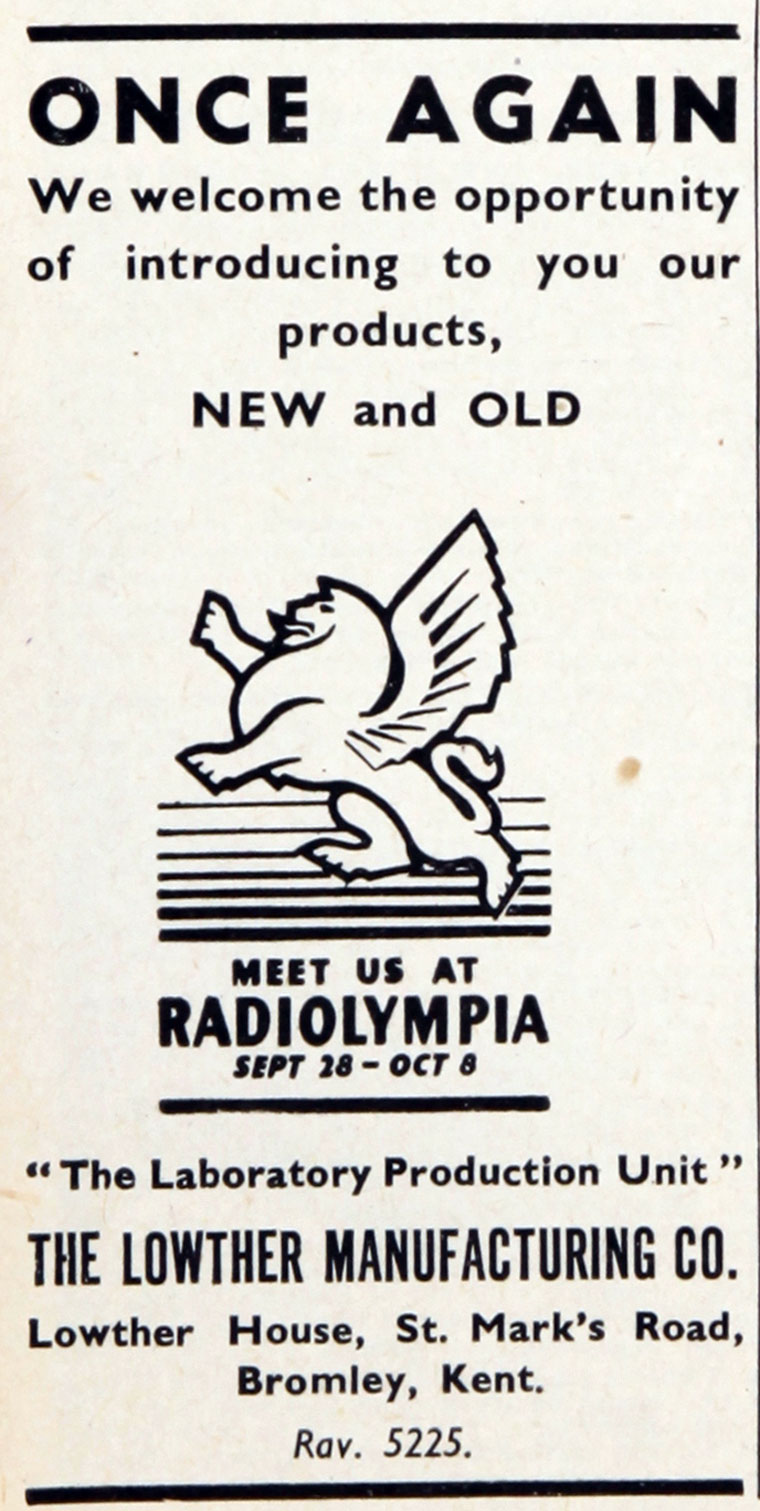 ONCE AGAIN
We welcome the opportunity
of introducing to you our
products,
NEW and OLD
MEET US AT
RADIOLYMPIA
SEPT 28 – OCT 8
“The Laboratory Production Unit”
THE LOWTHER MANUFACTURING CO.
Lowther House, St. Mark's Road,
Bromley, Kent.
Rav. 5225.